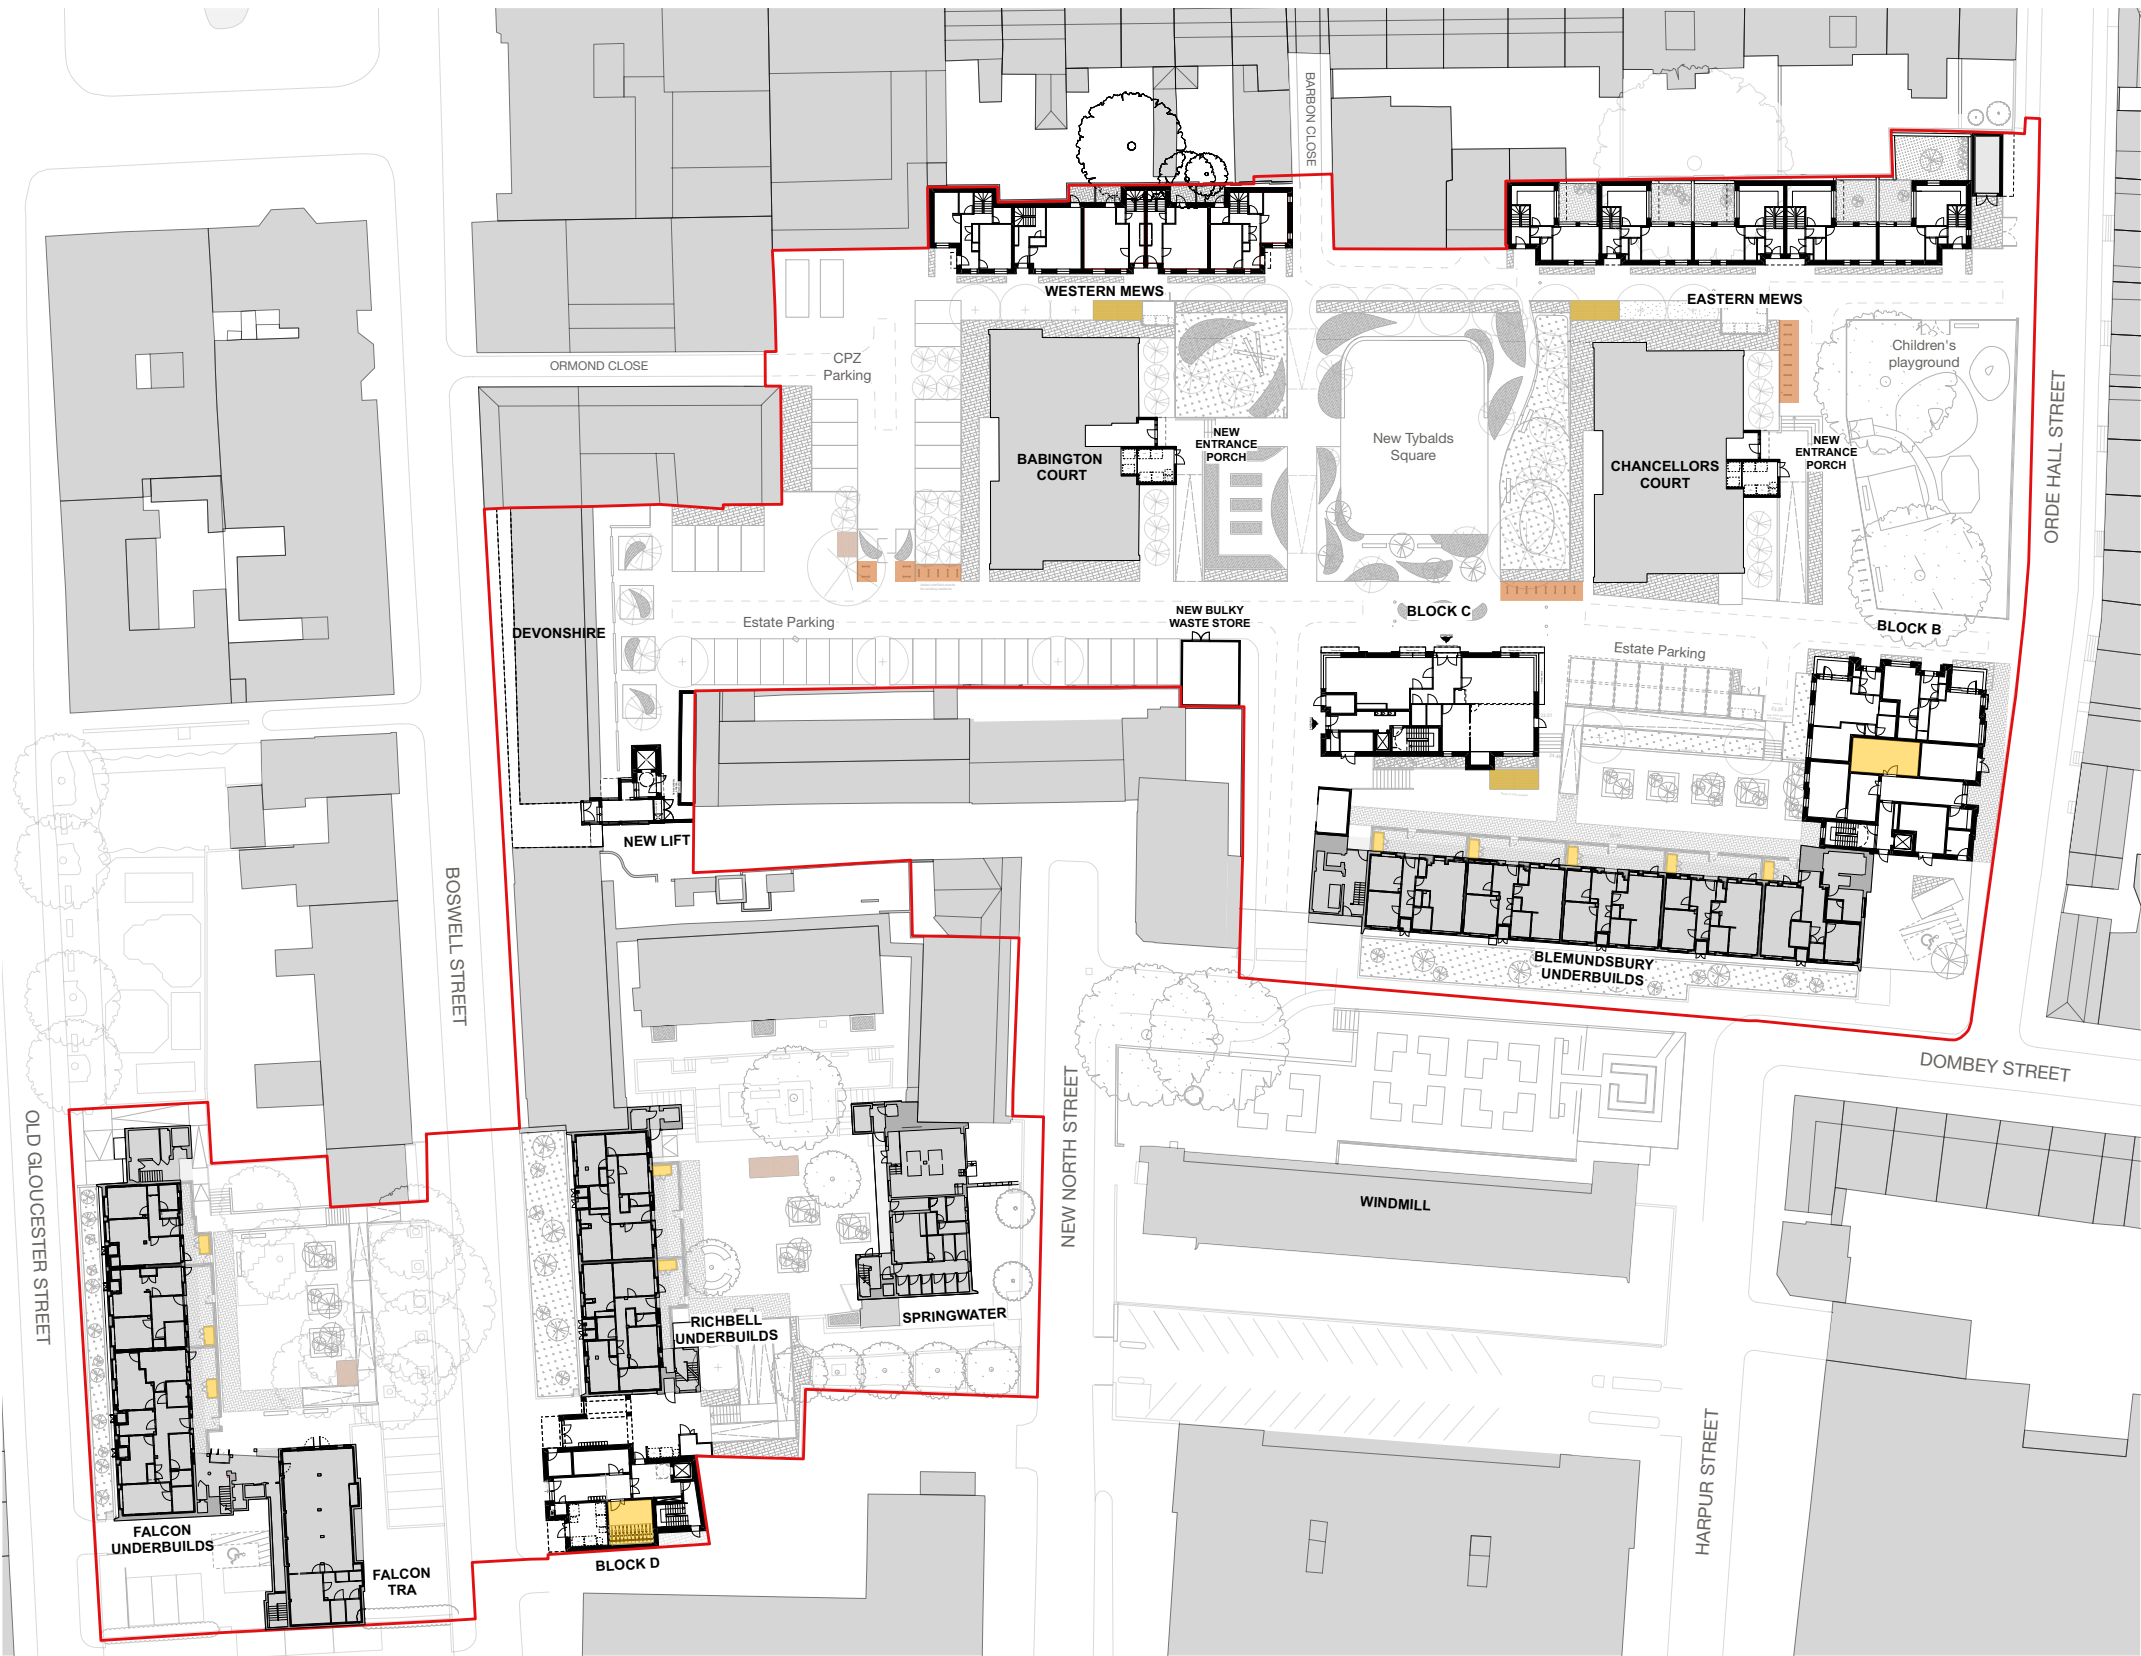 BARBON CLOSE
WESTERN MEWS
EASTERN MEWS
ORMOND CLOSE
CPZ
Parking
Children's
playground
ORDE HALL STREET
NEW
ENTRANCE
PORCH
New Tybalds
Square
BABINGTON
COURT
CHANCELLORS
COURT
NEW
ENTRANCE
PORCH
DEVONSHIRE
Estate Parking
NEW BULKY
WASTE STORE
BLOCK C
BLOCK B
Estate Parking
NEW LIFT
BOSWELL STREET
BLEMUNDSBURY
UNDERBUILDS
DOMBEY STREET
OLD GLOUCESTER STREET
NEW NORTH STREET
WINDMILL
RICHBELL
UNDERBUILDS
SPRINGWATER
HARPUR STREET
FALCON
UNDERBUILDS
BLOCK D
FALCON
TRA